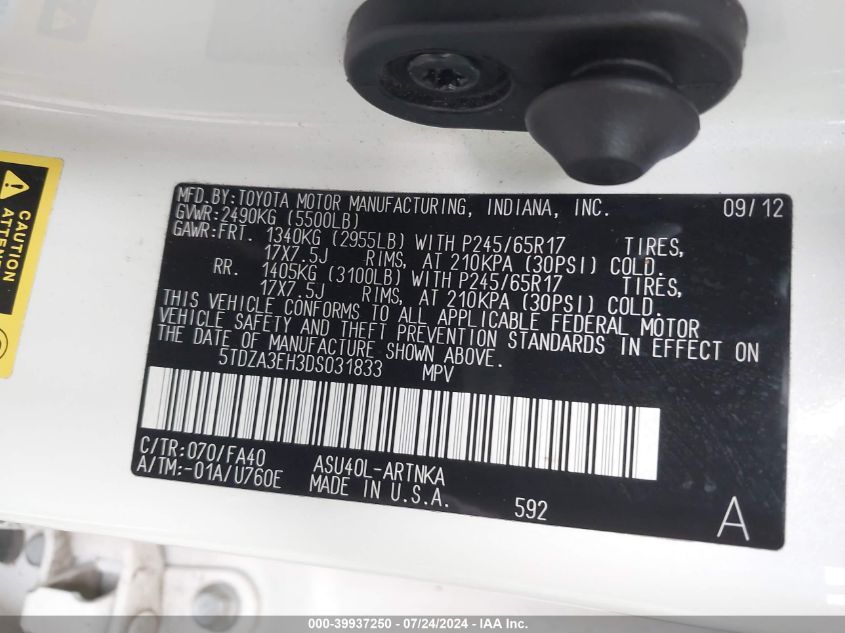 CAUTION
ATTENT
MFD.BY:TOYOTA MOTOR MANUFACTURING, INDIANA, INC. 09/12
GVWR:2490KG (5500LB)
GAWR:FRT. 1340KG (2955LB) WITH P245/65R17 TIRES,
17X7.5J RIMS, AT 210KPA (30PSI) COLD.
RR. 1405KG (3100LB) WITH P245/65R17 TIRES,
17X7.5J RIMS, AT 210KPA (30PSI) COLD.
THIS VEHICLE CONFORMS TO ALL APPLICABLE FEDERAL MOTOR
VEHICLE SAFETY AND THEFT PREVENTION STANDARDS IN EFFECT ON
THE DATE OF MANUFACTURE SHOWN ABOVE.
5TDZA3EH3DS031833 MPV
C/TR:070/FA40 ASU40L-ARTNKA
A/TM:-01A/U760E MADE IN U.S.A. 592 A
000-39937250 - 07/24/2024 - IAA Inc.